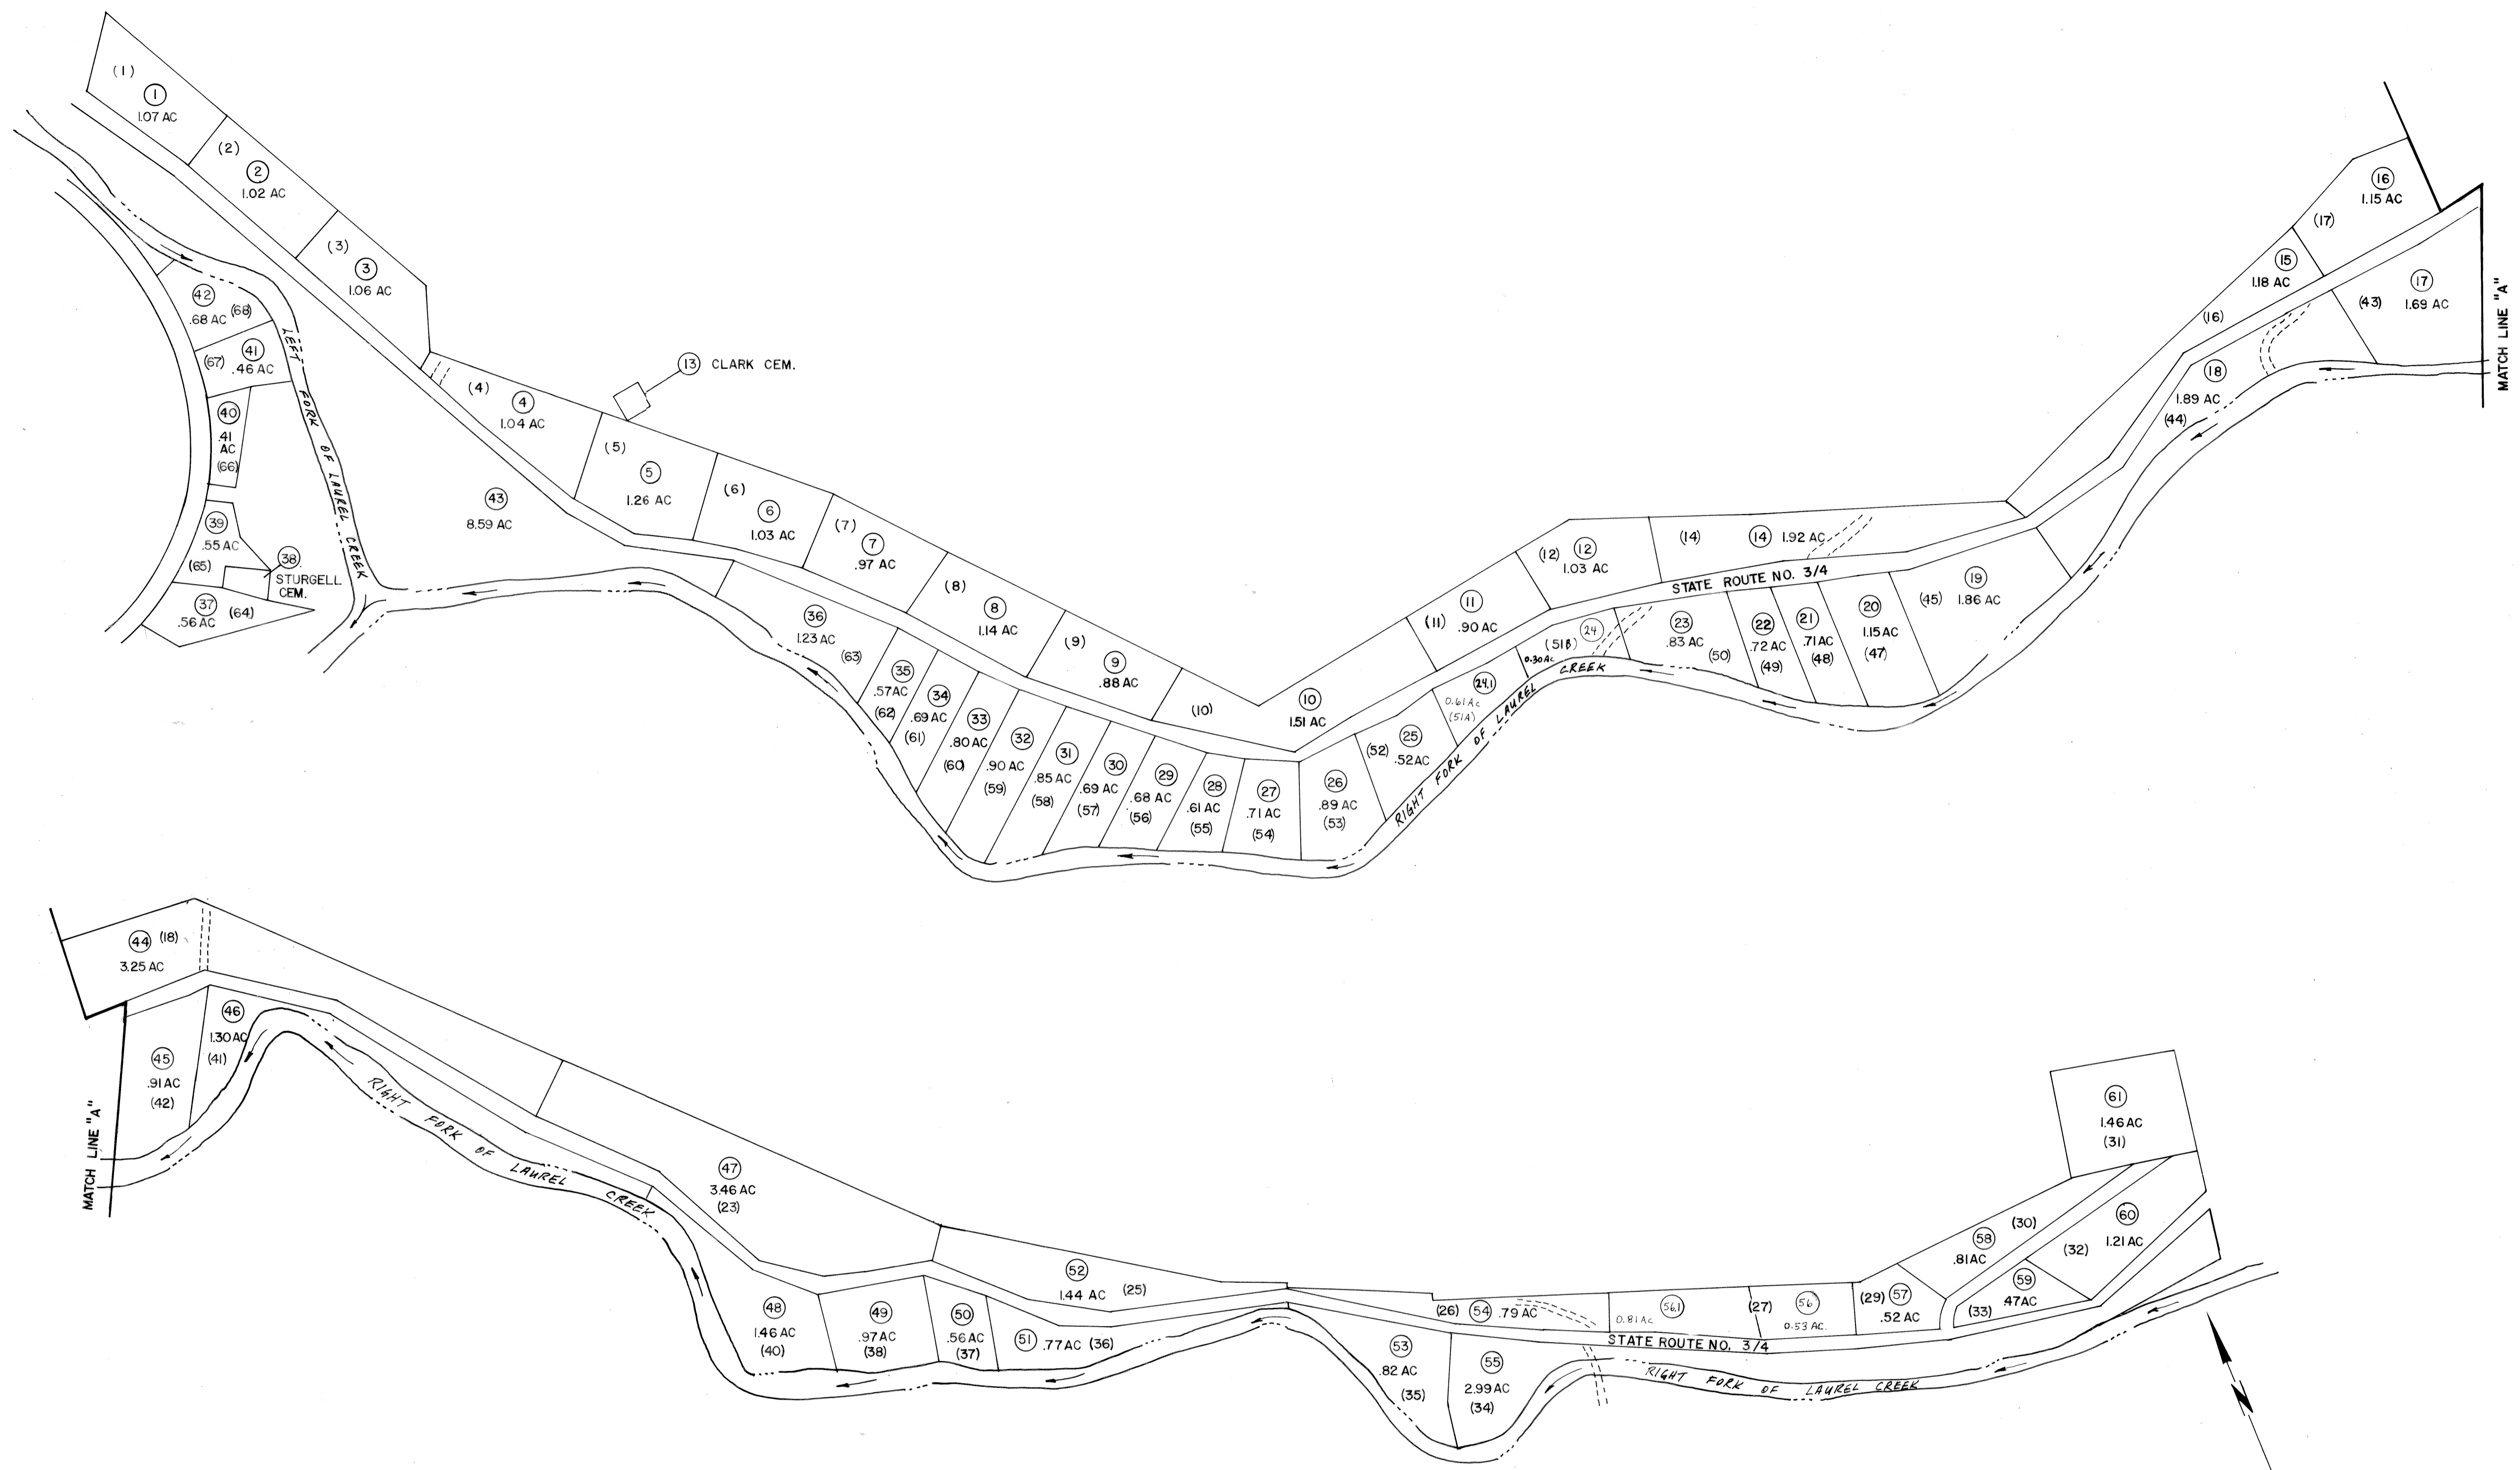 (1)
1
1.07 AC
(2)
2
1.02 AC
(3)
3
1.06 AC
(4)
4
1.04 AC
13 CLARK CEM.
(5)
5
1.26 AC
(6)
6
1.03 AC
(7)
7
.97 AC
(8)
8
1.14 AC
(9)
9
.88 AC
(10)
10
1.51 AC
(11)
11
.90 AC
(12)
12
1.03 AC
(14)
14 1.92 AC
STATE ROUTE NO. 3/4
(16)
15
1.18 AC
(17)
16
1.15 AC
(43)
17
1.69 AC
MATCH LINE "A"
18
1.89 AC
(44)
(45)
19
1.86 AC
20
1.15 AC
(47)
21
.71 AC
(48)
22
.72 AC
(49)
23
.83 AC
(50)
24
(51B)
0.30 AC
24.1
0.61 AC
(51A)
25
(52)
.52 AC
26
.89 AC
(53)
27
.71 AC
(54)
28
.61 AC
(55)
29
.68 AC
(56)
30
.69 AC
(57)
31
.85 AC
(58)
32
.90 AC
(59)
33
.80 AC
(60)
34
.69 AC
(61)
35
.57 AC
(62)
36
1.23 AC
(63)
RIGHT FORK OF LAUREL CREEK
42
.68 AC (68)
41
(67) .46 AC
40
.41
AC
(66)
39
.55 AC
(65)
38
STURGELL
CEM.
37
.56 AC (64)
43
8.59 AC
LEFT FORK OF LAUREL CREEK
44 (18)
3.25 AC
45
.91 AC
(42)
46
1.30 AC
(41)
MATCH LINE "A"
RIGHT FORK OF LAUREL CREEK
47
3.46 AC
(23)
48
1.46 AC
(40)
49
.97 AC
(38)
50
.56 AC
(37)
51 .77 AC (36)
52
1.44 AC (25)
53
.82 AC
(35)
(26) 54 .79 AC
55
2.99 AC
(34)
56.1
0.81 Ac
(27)
56
0.53 AC.
STATE ROUTE NO. 3/4
(29) 57
.52 AC
58
.81 AC
(30)
59
.47 AC
(33)
60
1.21 AC
(32)
61
1.46 AC
(31)
RIGHT FORK OF LAUREL CREEK